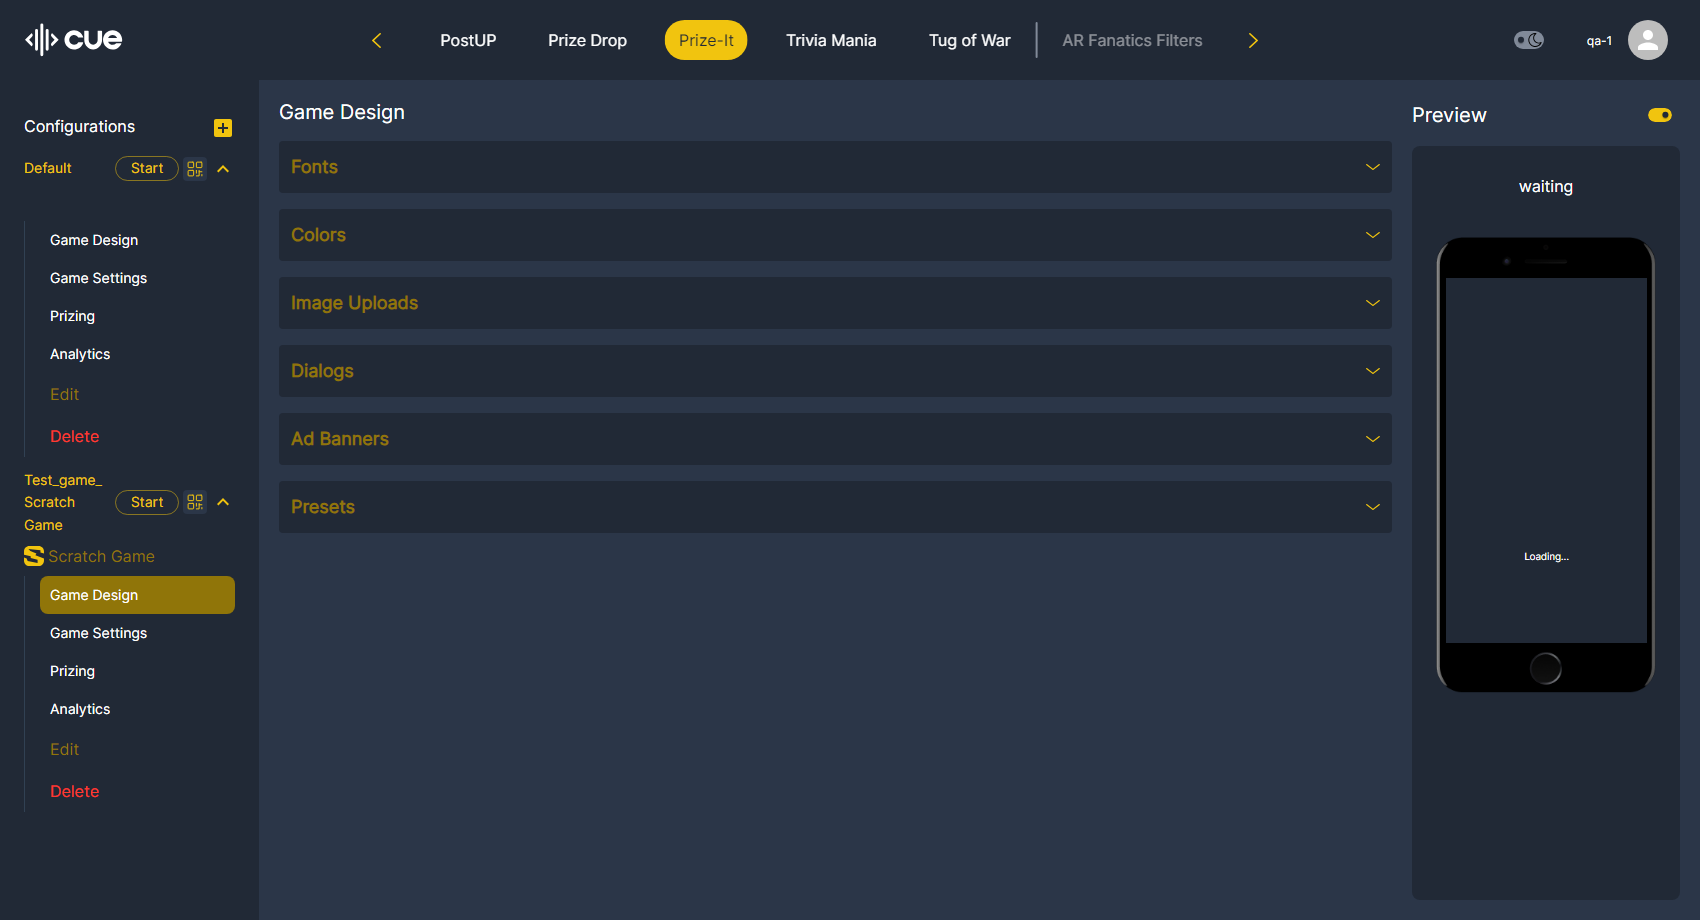 cue
PostUP
Prize Drop
Prize-It
Trivia Mania
Tug of War
AR Fanatics Filters
qa-1
Configurations
Default
Start
Game Design
Game Settings
Prizing
Analytics
Edit
Delete
Test_game_
Scratch
Game
Start
Scratch Game
Game Design
Game Settings
Prizing
Analytics
Edit
Delete
Game Design
Fonts
Colors
Image Uploads
Dialogs
Ad Banners
Presets
Preview
waiting
Loading...